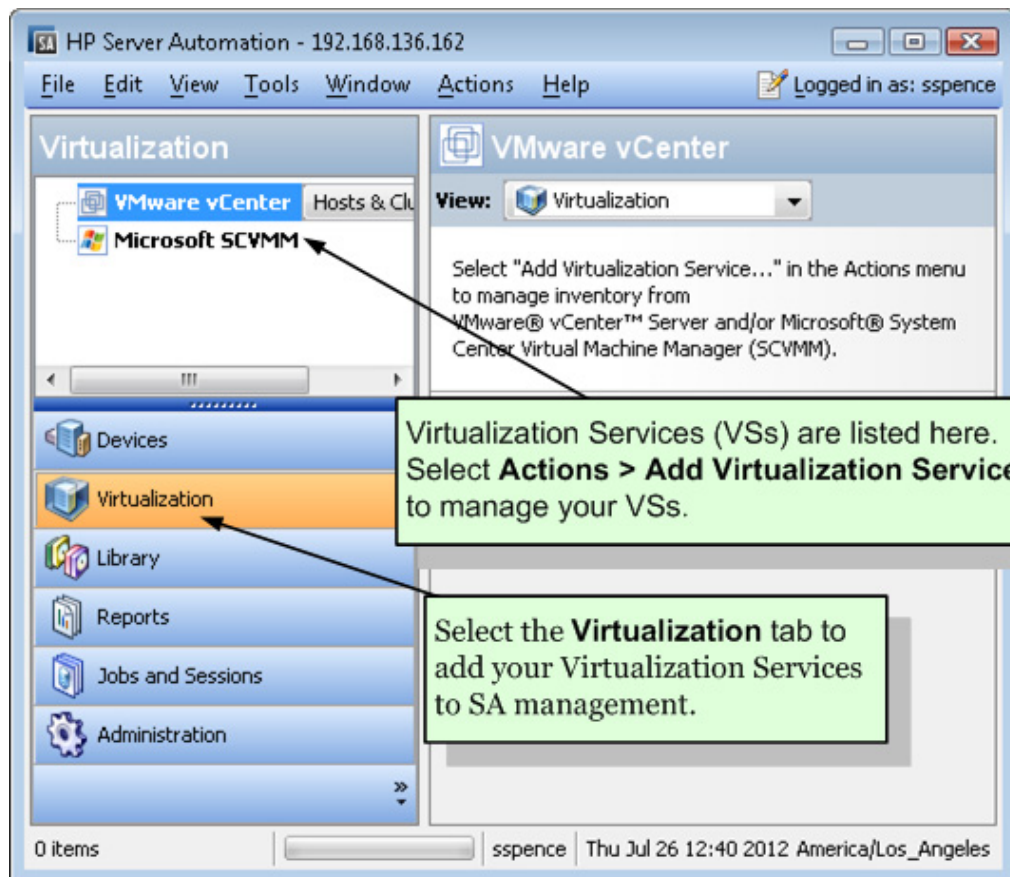 HP Server Automation - 192.168.136.162
File Edit View Tools Window Actions Help Logged in as: sspence
Virtualization
VMware vCenter Hosts & Clu
Microsoft SCVMM
VMware vCenter
View: Virtualization
Select "Add Virtualization Service..." in the Actions menu
to manage inventory from
VMware® vCenter™ Server and/or Microsoft® System
Center Virtual Machine Manager (SCVMM).
Virtualization Services (VSs) are listed here.
Select Actions > Add Virtualization Service
to manage your VSs.
Devices
Virtualization
Library
Reports
Jobs and Sessions
Administration
Select the Virtualization tab to
add your Virtualization Services
to SA management.
0 items sspence Thu Jul 26 12:40 2012 America/Los_Angeles